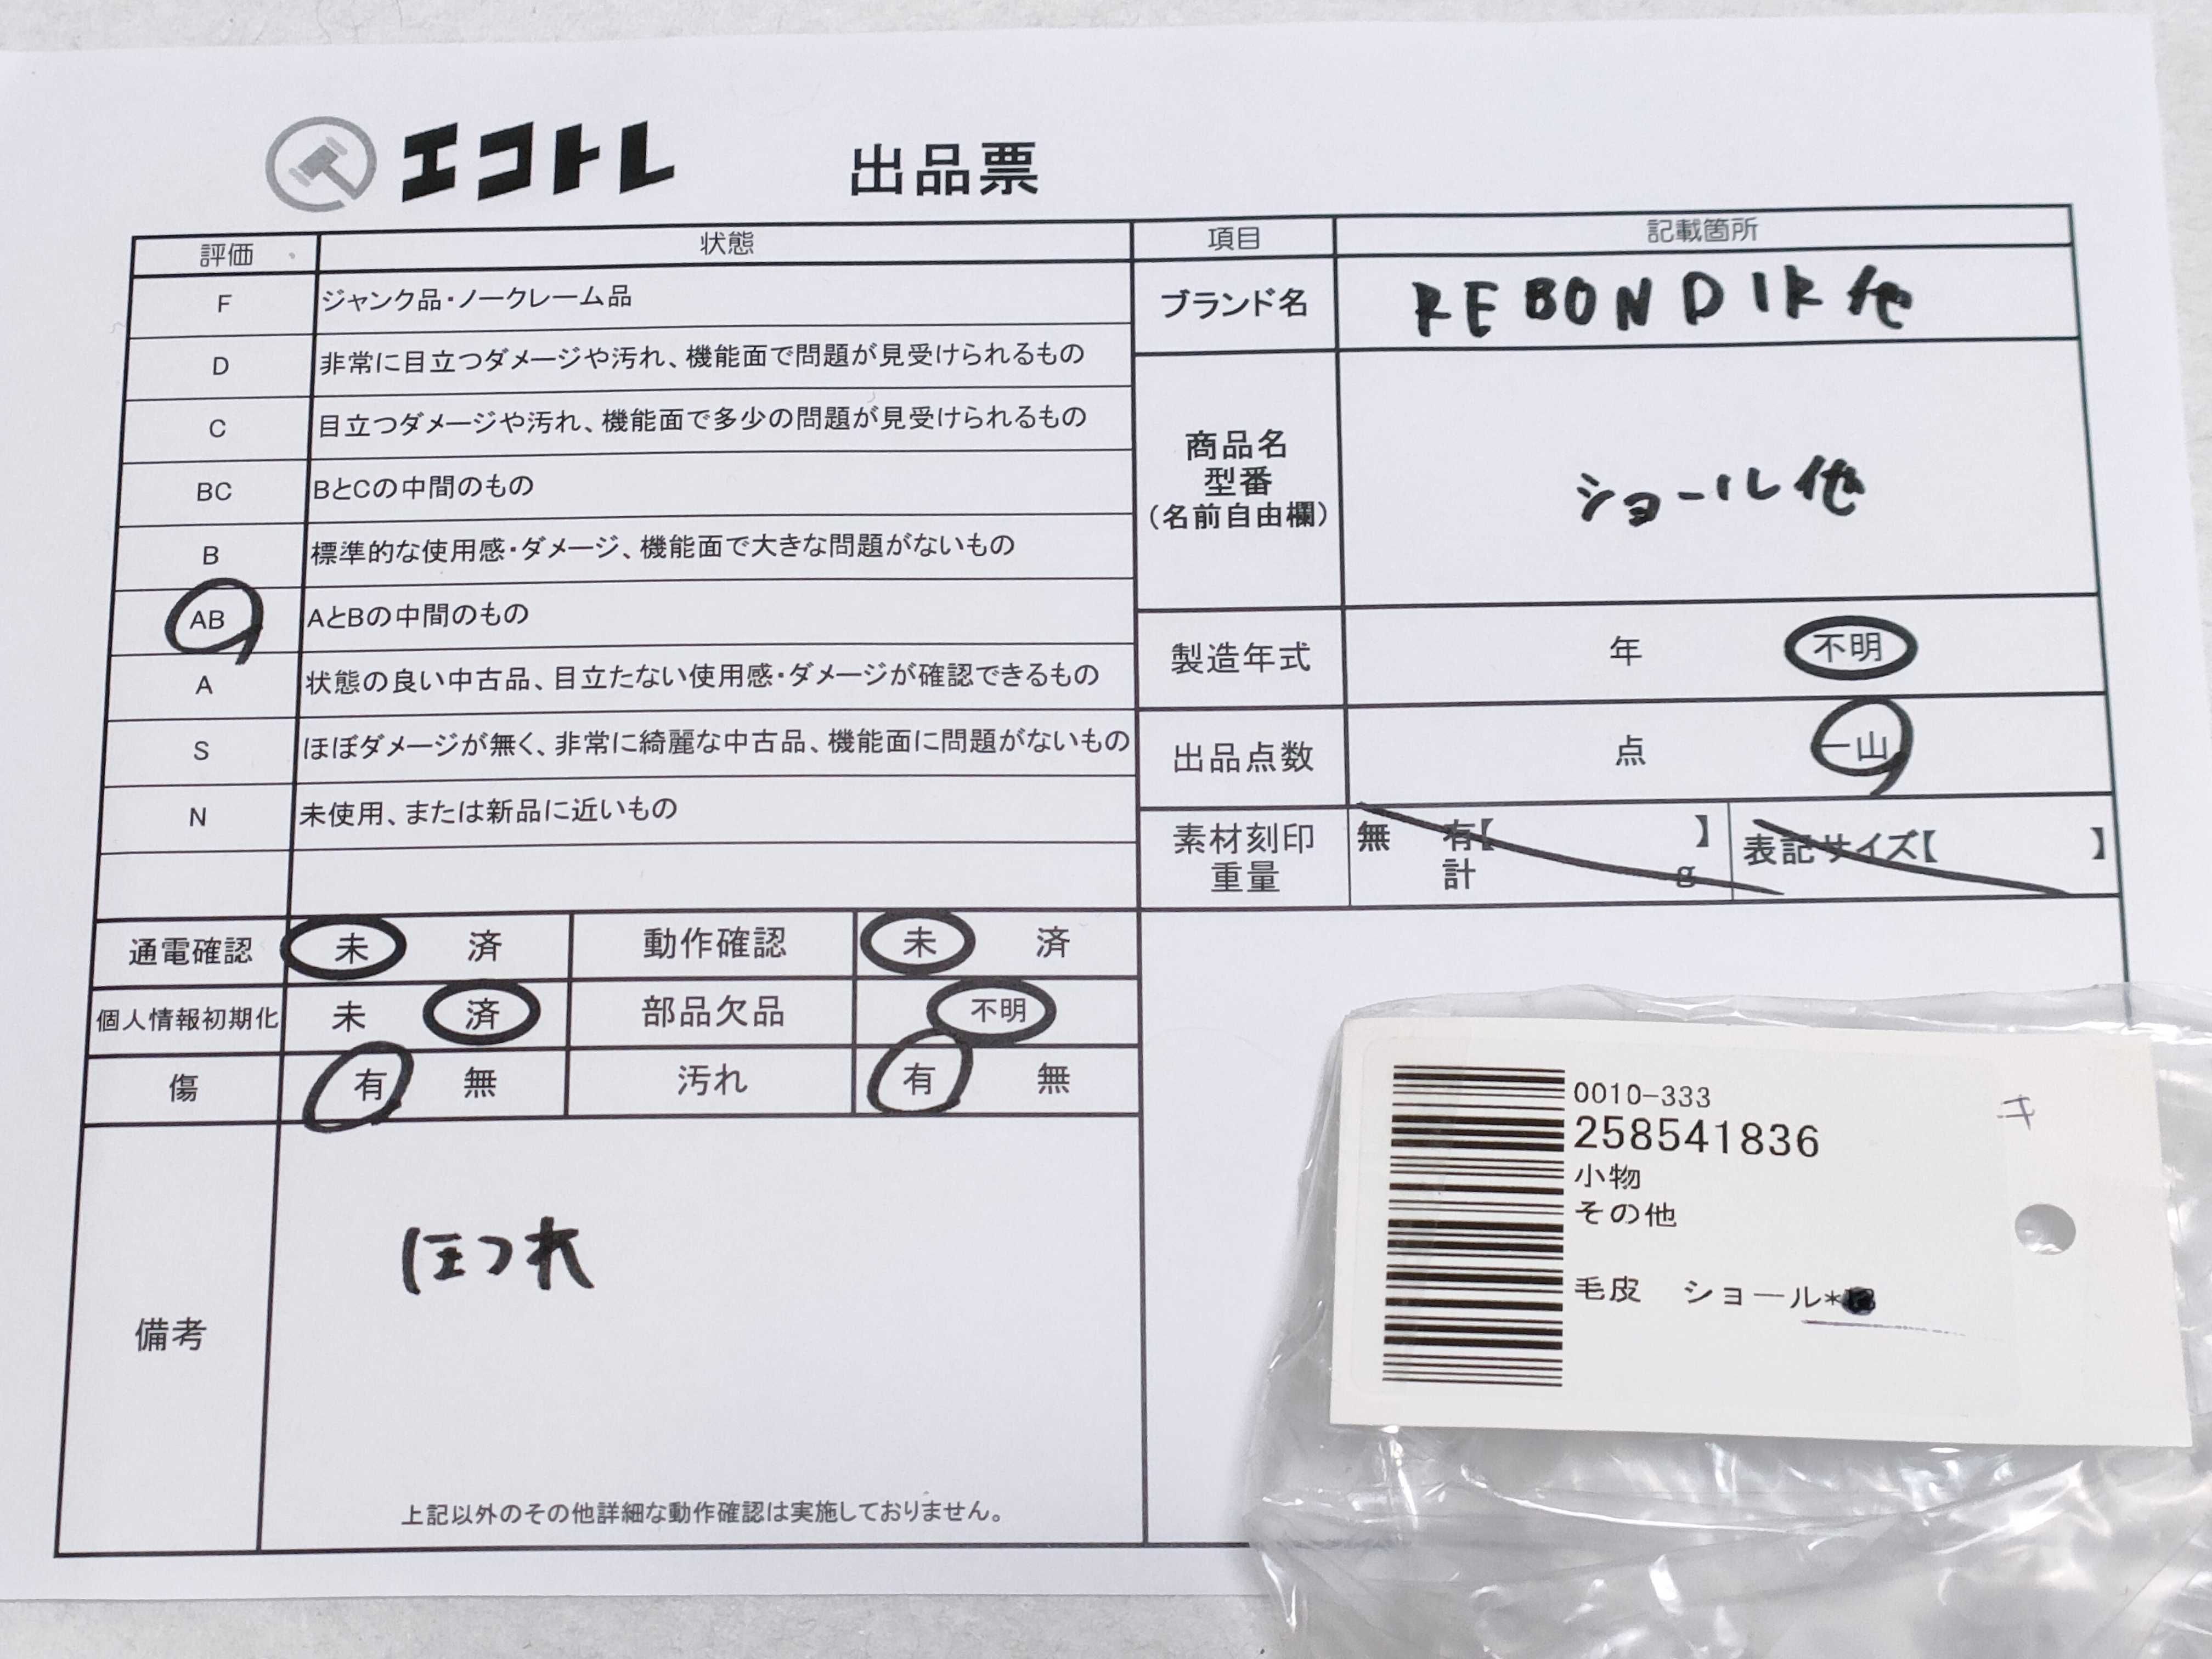 エコトレ 出品票
評価 状態
F ジャンク品・ノークレーム品
D 非常に目立つダメージや汚れ、機能面で問題が見受けられるもの
C 目立つダメージや汚れ、機能面で多少の問題が見受けられるもの
BC BとCの中間のもの
B 標準的な使用感・ダメージ、機能面で大きな問題がないもの
AB AとBの中間のもの
A 状態の良い中古品、目立たない使用感・ダメージが確認できるもの
S ほぼダメージが無く、非常に綺麗な中古品、機能面に問題がないもの
N 未使用、または新品に近いもの
項目 記載箇所
ブランド名 REBONDIR他
商品名
型番
(名前自由欄)
ショール他
製造年式 年 不明
出品点数 点 一山
素材刻印 無 有【 】 表記サイズ【 】
重量 計 g
通電確認 未 済 動作確認 未 済
個人情報初期化 未 済 部品欠品 不明
傷 有 無 汚れ 有 無
備考
ほつれ
上記以外のその他詳細な動作確認は実施しておりません。
0010-333
258541836
小物
その他
毛皮 ショール*
キ